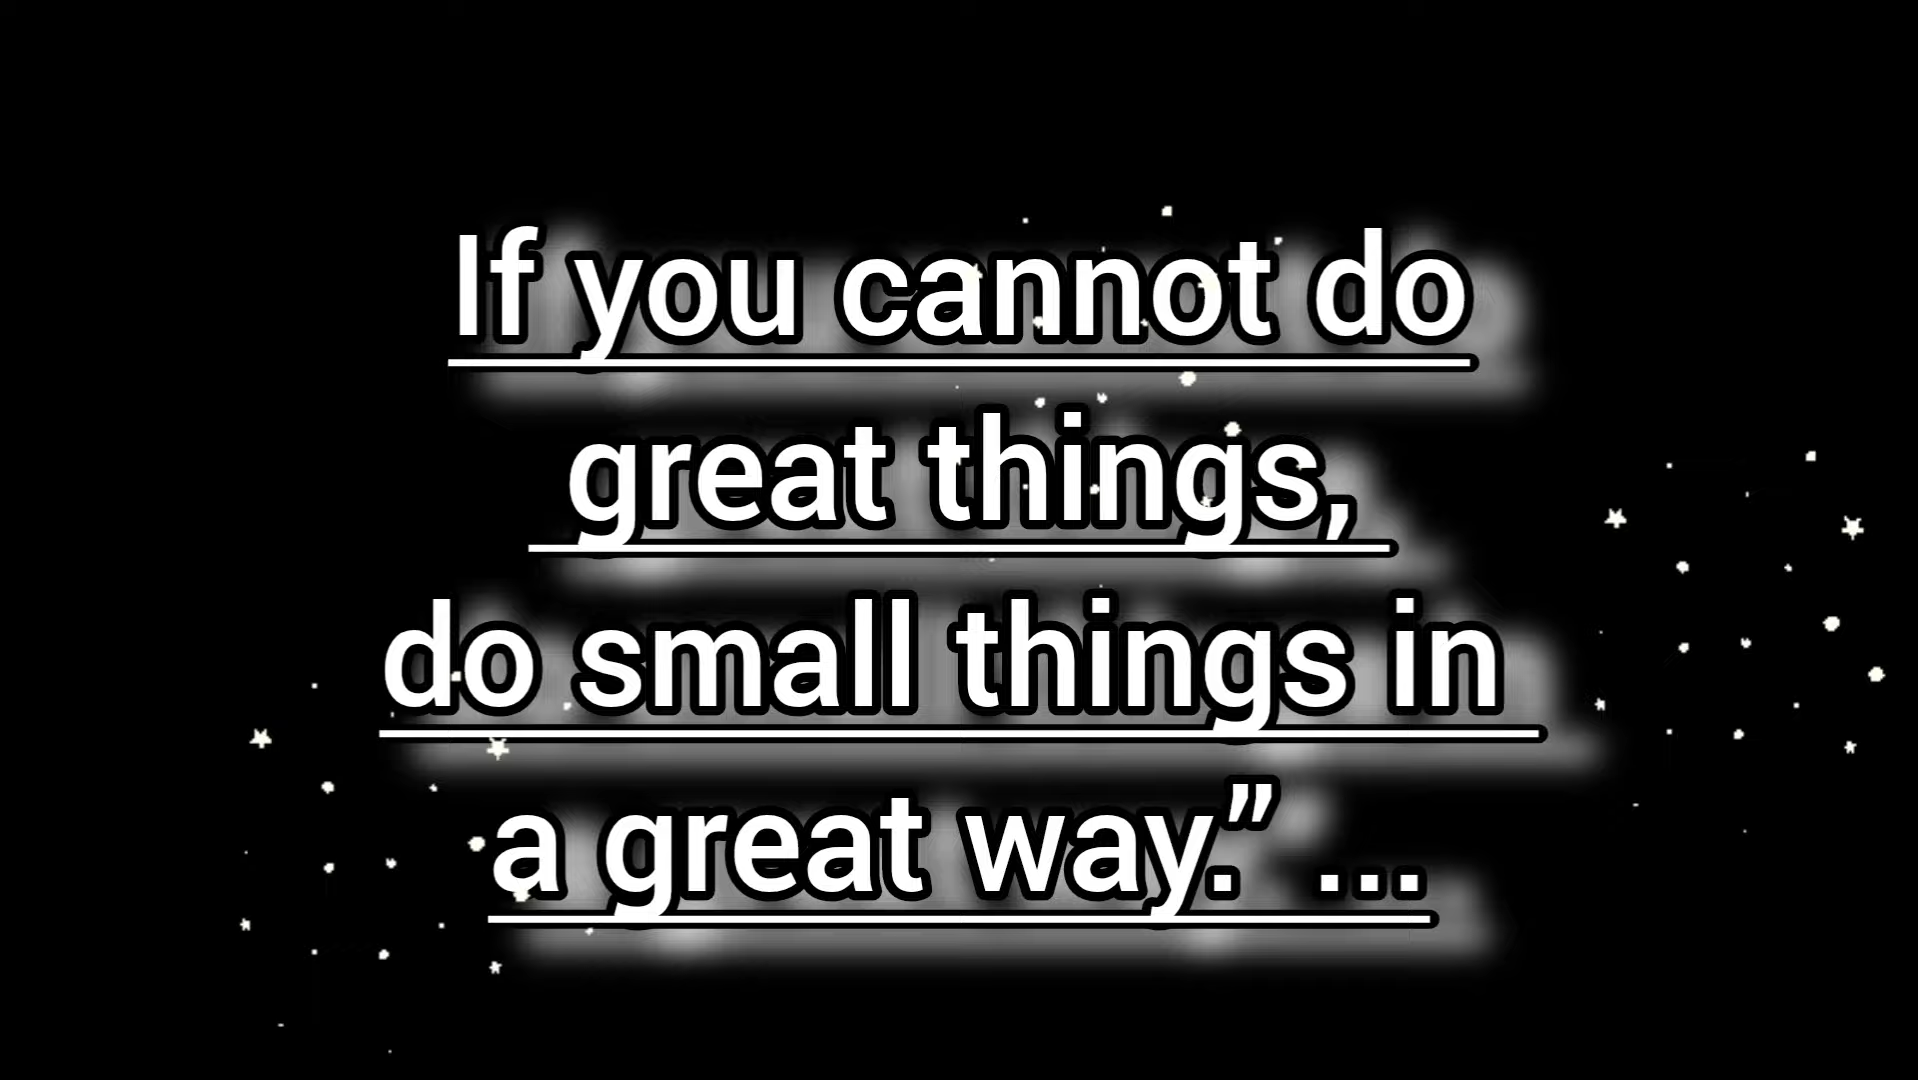 If you cannot do
great things,
do small things in
a great way.” ...